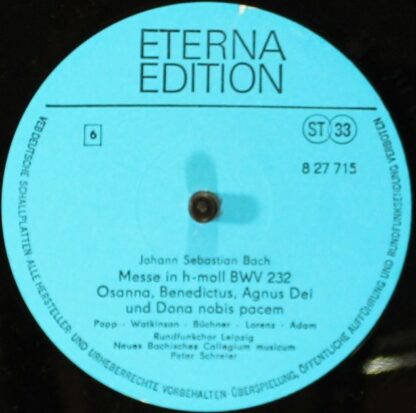 ETERNA
EDITION
6
ST 33
8 27 715
Johann Sebastian Bach
Messe in h-moll BWV 232
Osanna, Benedictus, Agnus Dei
und Dona nobis pacem
Popp · Watkinson · Büchner · Lorenz · Adam
Rundfunkchor Leipzig
Neues Bachisches Collegium musicum
Peter Schreier
VEB DEUTSCHE SCHALLPLATTEN ALLE HERSTELLER- UND URHEBERRECHTE VORBEHALTEN · ÜBERSPIELUNG, ÖFFENTLICHE AUFFÜHRUNG UND RUNDFUNKSENDUNG VERBOTEN